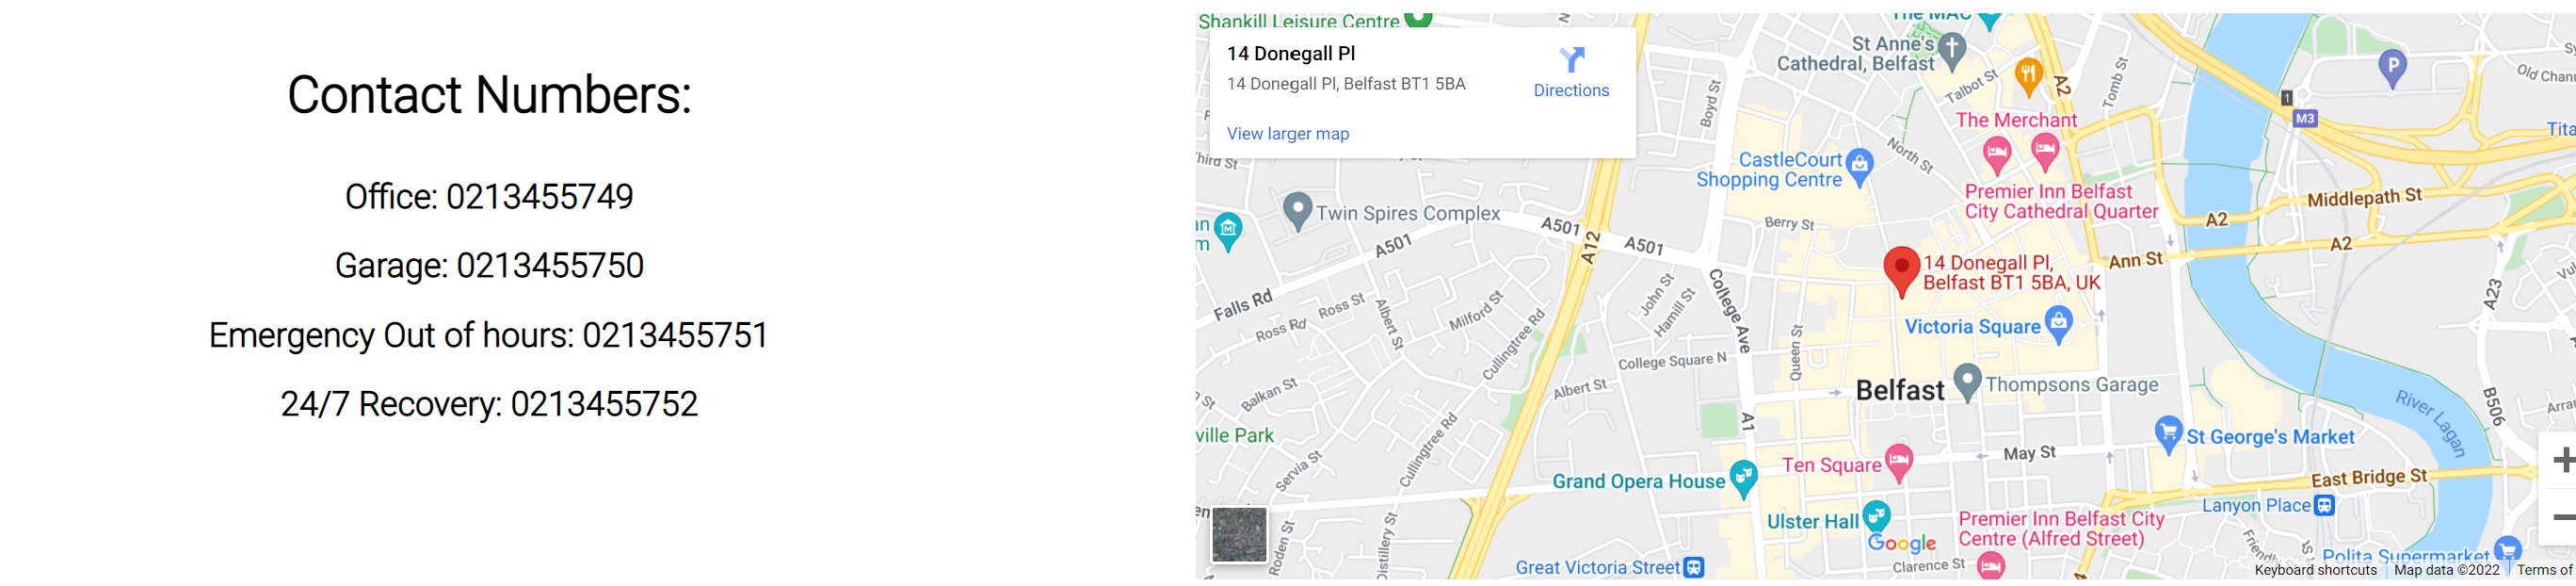 Contact Numbers:
Office: 0213455749
Garage: 0213455750
Emergency Out of hours: 0213455751
24/7 Recovery: 0213455752
Shankill Leisure Centre
14 Donegall Pl
14 Donegall Pl, Belfast BT1 5BA
Directions
View larger map
The MAC
St Anne's
Cathedral, Belfast
Talbot St
A2
Tomb St
Boyd St
The Merchant
North St
CastleCourt
Shopping Centre
Premier Inn Belfast
City Cathedral Quarter
P
1
M3
Middlepath St
A2
A2
Ann St
Third St
Twin Spires Complex
A501
A501
A501
A12
Berry St
14 Donegall Pl,
Belfast BT1 5BA, UK
Victoria Square
Falls Rd
Ross Rd
Ross St
Albert St
Milford St
Cullingtree Rd
John St
Hamill St
College Ave
College Square N
Queen St
Albert St
Belfast
Thompsons Garage
A23
B506
River Lagan
Balkan St
ville Park
Servia St
Cullingtree Rd
A1
Ten Square
May St
St George's Market
Grand Opera House
East Bridge St
Lanyon Place
Ulster Hall
Premier Inn Belfast City
Centre (Alfred Street)
Roden St
Distillery St
Google
Great Victoria Street
Clarence St
Polita Supermarket
Keyboard shortcuts
Map data ©2022
Terms of